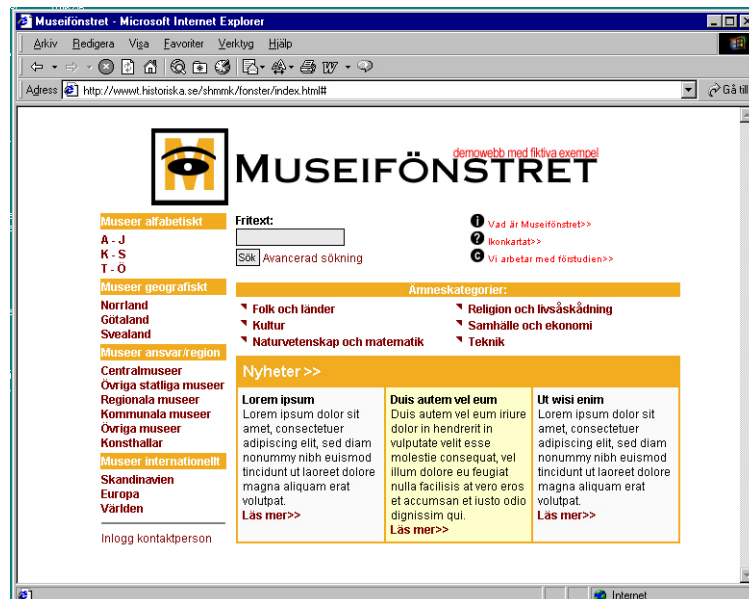 Museifönstret - Microsoft Internet Explorer
Arkiv Redigera Visa Favoriter Verktyg Hjälp
Adress http://wwwt.historiska.se/shmmk/fonster/index.html# Gå till
demowebb med fiktiva exempel
M MUSEIFÖNSTRET
Museer alfabetiskt
A - J
K - S
T - Ö
Museer geografiskt
Norrland
Götaland
Svealand
Museer ansvar/region
Centralmuseer
Övriga statliga museer
Regionala museer
Kommunala museer
Övriga museer
Konsthallar
Museer internationellt
Skandinavien
Europa
Världen
Inlogg kontaktperson
Fritext:
Sök Avancerad sökning
i Vad är Museifönstret>>
? Ikonkartat>>
c Vi arbetar med förstudien>>
Ämneskategorier:
Folk och länder
Kultur
Naturvetenskap och matematik
Religion och livsåskådning
Samhälle och ekonomi
Teknik
Nyheter >>
Lorem ipsum
Lorem ipsum dolor sit
amet, consectetuer
adipiscing elit, sed diam
nonummy nibh euismod
tincidunt ut laoreet dolore
magna aliquam erat
volutpat.
Läs mer>>
Duis autem vel eum
Duis autem vel eum iriure
dolor in hendrerit in
vulputate velit esse
molestie consequat, vel
illum dolore eu feugiat
nulla facilisis at vero eros
et accumsan et iusto odio
dignissim qui.
Läs mer>>
Ut wisi enim
Lorem ipsum dolor sit
amet, consectetuer
adipiscing elit, sed diam
nonummy nibh euismod
tincidunt ut laoreet dolore
magna aliquam erat
volutpat.
Läs mer>>
Internet